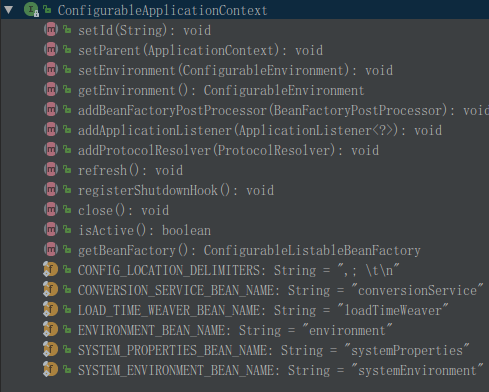 ConfigurableApplicationContext
setId(String): void
setParent(ApplicationContext): void
setEnvironment(ConfigurableEnvironment): void
getEnvironment(): ConfigurableEnvironment
addBeanFactoryPostProcessor(BeanFactoryPostProcessor): void
addApplicationListener(ApplicationListener<?>): void
addProtocolResolver(ProtocolResolver): void
refresh(): void
registerShutdownHook(): void
close(): void
isActive(): boolean
getBeanFactory(): ConfigurableListableBeanFactory
CONFIG_LOCATION_DELIMITERS: String = ",; \t\n"
CONVERSION_SERVICE_BEAN_NAME: String = "conversionService"
LOAD_TIME_WEAVER_BEAN_NAME: String = "loadTimeWeaver"
ENVIRONMENT_BEAN_NAME: String = "environment"
SYSTEM_PROPERTIES_BEAN_NAME: String = "systemProperties"
SYSTEM_ENVIRONMENT_BEAN_NAME: String = "systemEnvironment"